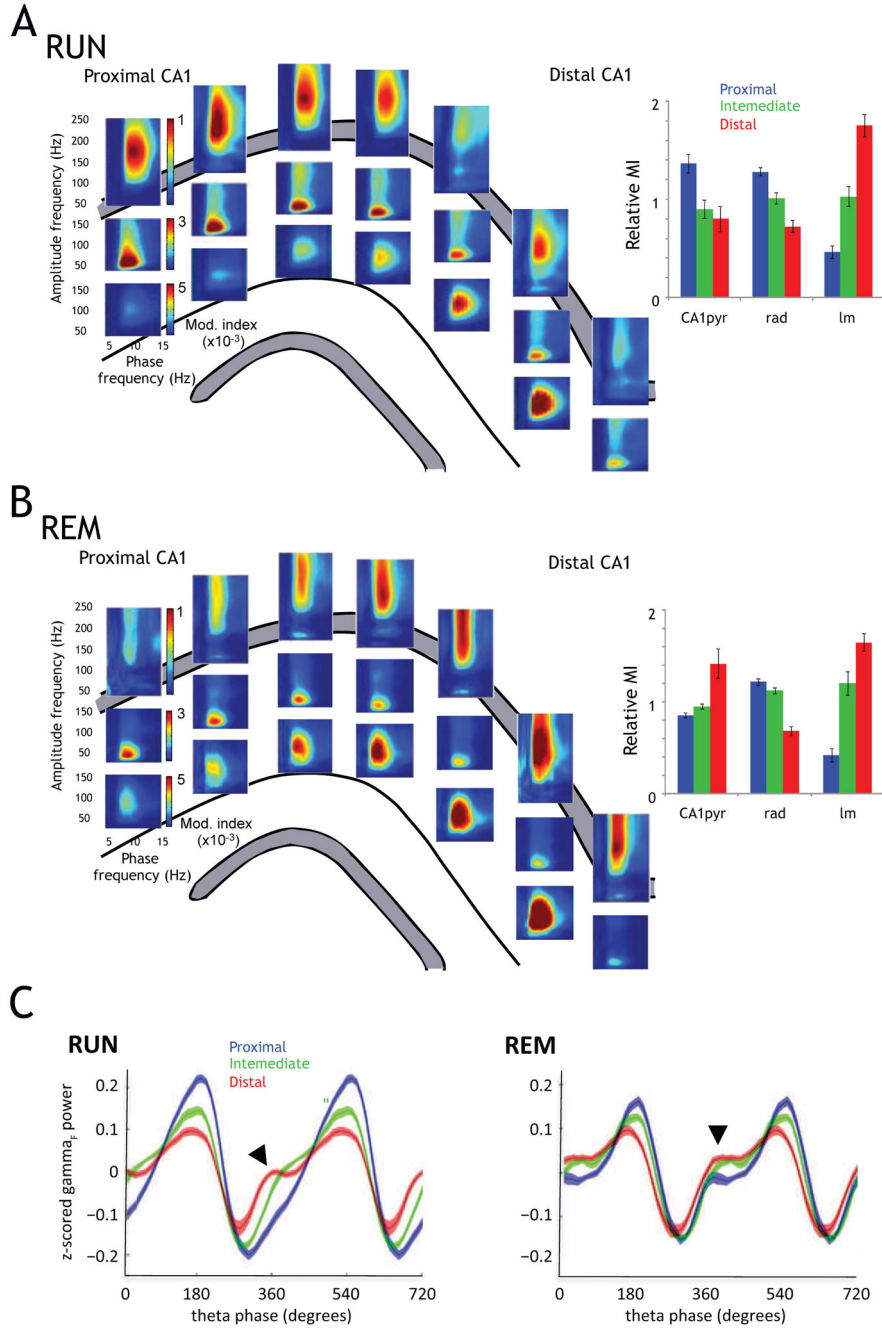 A
RUN
Proximal CA1
Distal CA1
Amplitude frequency (Hz)
250
200
150
100
50
1
150
100
50
3
150
100
50
5
5 10 15
Phase
frequency (Hz)
Mod. index
(x10-3)
Proximal
Intemediate
Distal
Relative MI
2
1
0
CA1pyr rad lm
B
REM
Proximal CA1
Distal CA1
Amplitude frequency (Hz)
250
200
150
100
50
1
150
100
50
3
150
100
50
5
5 10 15
Phase
frequency (Hz)
Mod. index
(x10-3)
Relative MI
2
1
0
CA1pyr rad lm
C
RUN
Proximal
Intemediate
Distal
"
z-scored gammaF power
0.2
0.1
0
−0.1
−0.2
0 180 360 540 720
theta phase (degrees)
REM
0.2
0.1
0
−0.1
−0.2
0 180 360 540 720
theta phase (degrees)